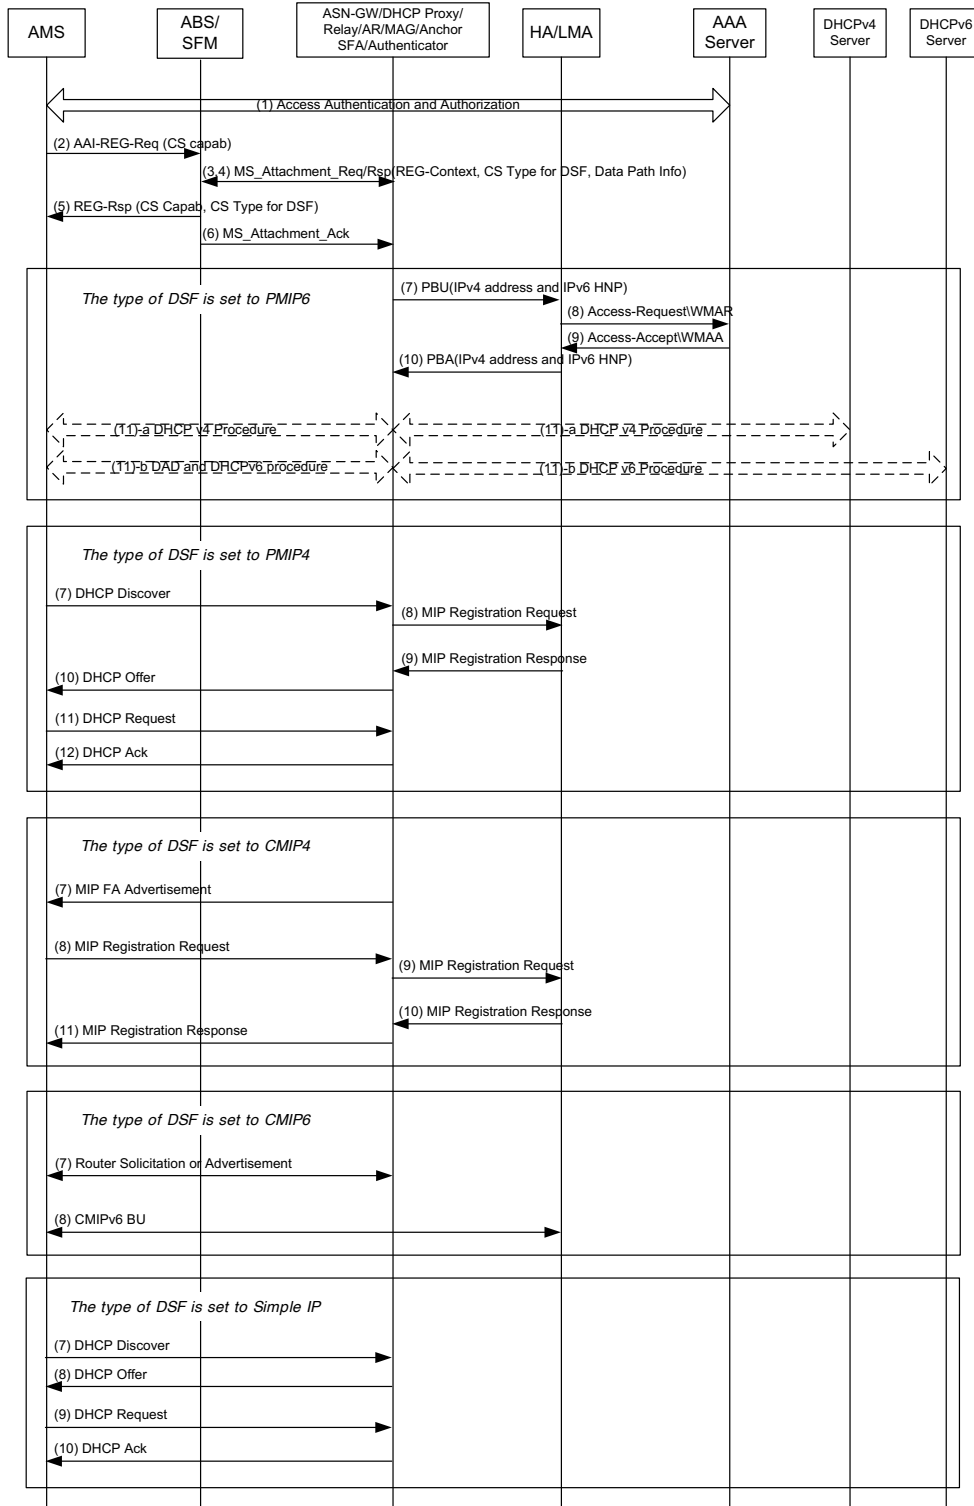 AMS
ABS/
SFM
ASN-GW/DHCP Proxy/
Relay/AR/MAG/Anchor
SFA/Authenticator
HA/LMA
AAA
Server
DHCPv4
Server
DHCPv6
Server
(1) Access Authentication and Authorization
(2) AAI-REG-Req (CS capab)
(3,4) MS_Attachment_Req/Rsp(REG-Context, CS Type for DSF, Data Path Info)
(5) REG-Rsp (CS Capab, CS Type for DSF)
(6) MS_Attachment_Ack
The type of DSF is set to PMIP6
(7) PBU(IPv4 address and IPv6 HNP)
(8) Access-Request\WMAR
(9) Access-Accept\WMAA
(10) PBA(IPv4 address and IPv6 HNP)
(11)-a DHCP v4 Procedure
(11)-a DHCP v4 Procedure
(11)-b DAD and DHCPv6 procedure
(11)-b DHCP v6 Procedure
The type of DSF is set to PMIP4
(7) DHCP Discover
(8) MIP Registration Request
(9) MIP Registration Response
(10) DHCP Offer
(11) DHCP Request
(12) DHCP Ack
The type of DSF is set to CMIP4
(7) MIP FA Advertisement
(8) MIP Registration Request
(9) MIP Registration Request
(10) MIP Registration Response
(11) MIP Registration Response
The type of DSF is set to CMIP6
(7) Router Solicitation or Advertisement
(8) CMIPv6 BU
The type of DSF is set to Simple IP
(7) DHCP Discover
(8) DHCP Offer
(9) DHCP Request
(10) DHCP Ack